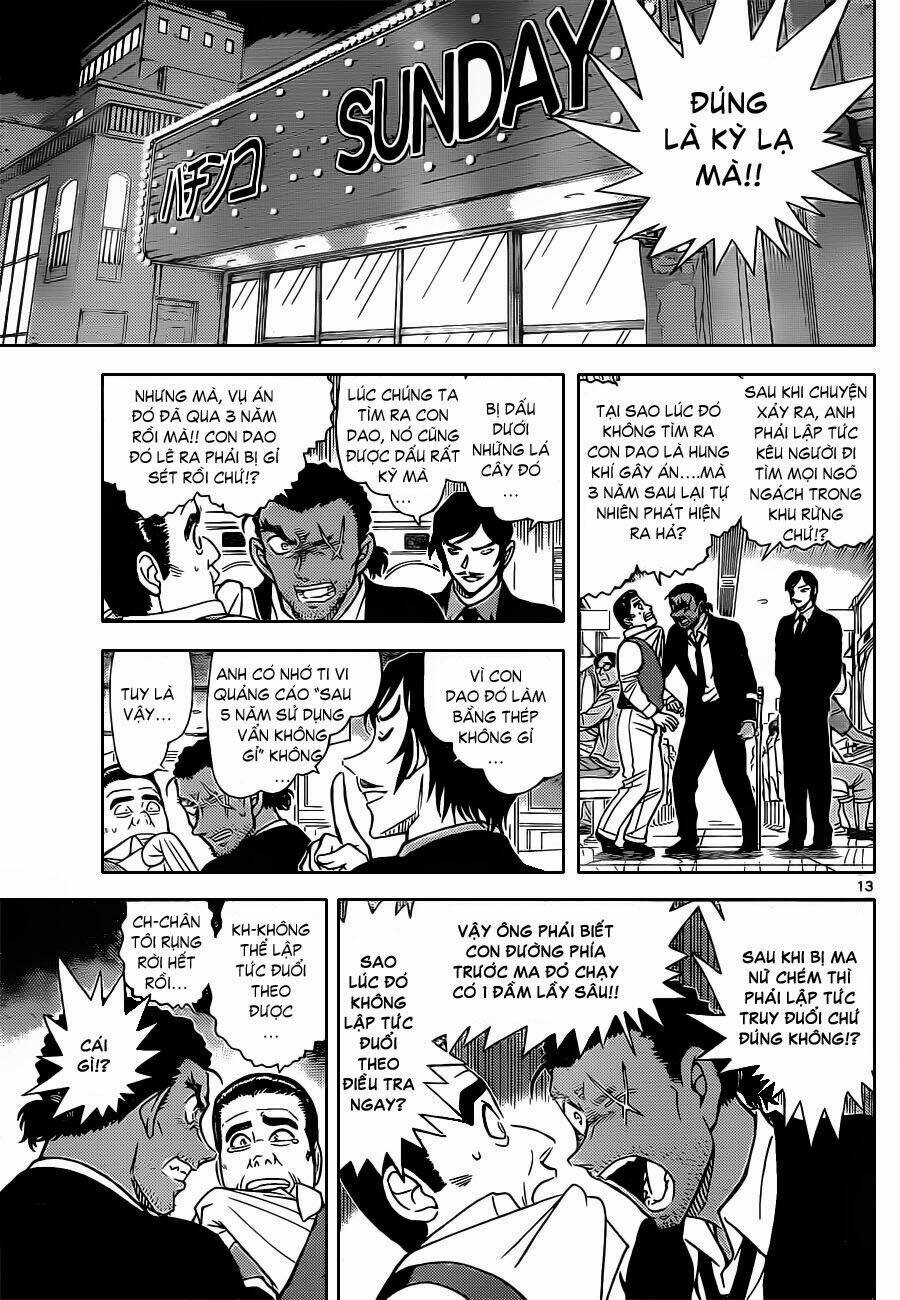 ĐÚNG
LÀ KỲ LẠ
MÀ!!
パチンコ
SUNDAY
SAU KHI CHUYỆN
XẢY RA, ANH
PHẢI LẬP TỨC
KÊU NGƯỜI ĐI
TÌM MỌI NGÓ
NGÁCH TRONG
KHU RỪNG
CHỨ!?
TẠI SAO LÚC ĐÓ
KHÔNG TÌM RA
CON DAO LÀ HUNG
KHÍ GÂY ÁN....MÀ
3 NĂM SAU LẠI TỰ
NHIÊN PHÁT HIỆN
RA HẢ?
BỊ DẤU
DƯỚI
NHỮNG LÁ
CÂY ĐÓ
...
LÚC CHÚNG TA
TÌM RA CON
DAO, NÓ CŨNG
ĐƯỢC DẤU RẤT
KỸ MÀ
...
NHƯNG MÀ, VỤ ÁN
ĐÓ ĐÃ QUA 3 NĂM
RỒI MÀ!! CON DAO
ĐÓ LẼ RA PHẢI BỊ GỈ
SÉT RỒI CHỨ!?
VÌ CON
DAO ĐÓ LÀM
BẰNG THÉP
KHÔNG GỈ
...
ANH CÓ NHỚ TI VI
QUẢNG CÁO "SAU
5 NĂM SỬ DỤNG
VẨN KHÔNG
GỈ" KHÔNG
...
TUY LÀ
VẬY...
13
SAU KHI BỊ MA
NỮ CHÉM THÌ
PHẢI LẬP TỨC
TRUY ĐUỔI CHỨ
ĐÚNG KHÔNG!?
VẬY ÔNG PHẢI BIẾT
CON ĐƯỜNG PHÍA
TRƯỚC MA ĐÓ CHẠY
CÓ 1 ĐẦM LẦY SÂU!!
SAO
LÚC ĐÓ
KHÔNG
LẬP TỨC
ĐUỔI
THEO
ĐIỀU TRA
NGAY?
KH-KHÔNG
THỂ LẬP
TỨC ĐUỔI
THEO
ĐƯỢC
...
CH-CHÂN
TÔI RỤNG
RỜI HẾT
RỒI...
CÁI
GÌ!?